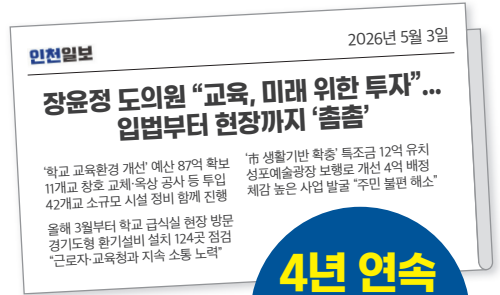 인천일보
2026년 5월 3일
장윤정 도의원 “교육, 미래 위한 투자”...
입법부터 현장까지 ‘촘촘’
‘학교 교육환경 개선’ 예산 87억 확보
11개교 창호 교체·옥상 공사 등 투입
42개교 소규모 시설 정비 함께 진행
올해 3월부터 학교 급식실 현장 방문
경기도형 환기설비 설치 124곳 점검
“근로자·교육청과 지속 소통 노력”
‘市 생활기반 확충’ 특조금 12억 유치
성포예술광장 보행로 개선 4억 배정
체감 높은 사업 발굴 “주민 불편 해소”
4년 연속